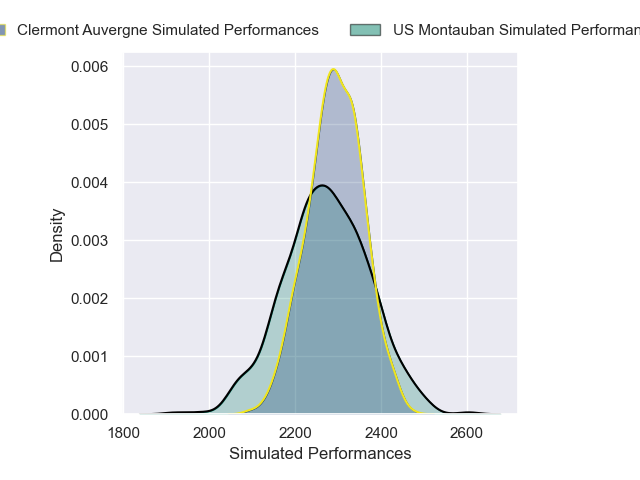 Clermont Auvergne Simulated Performances
US Montauban Simulated
0.006
0.005
0.004
0.003
0.002
0.001
0.000
Density
1800 2000 2200 2400 2600
Simulated Performances